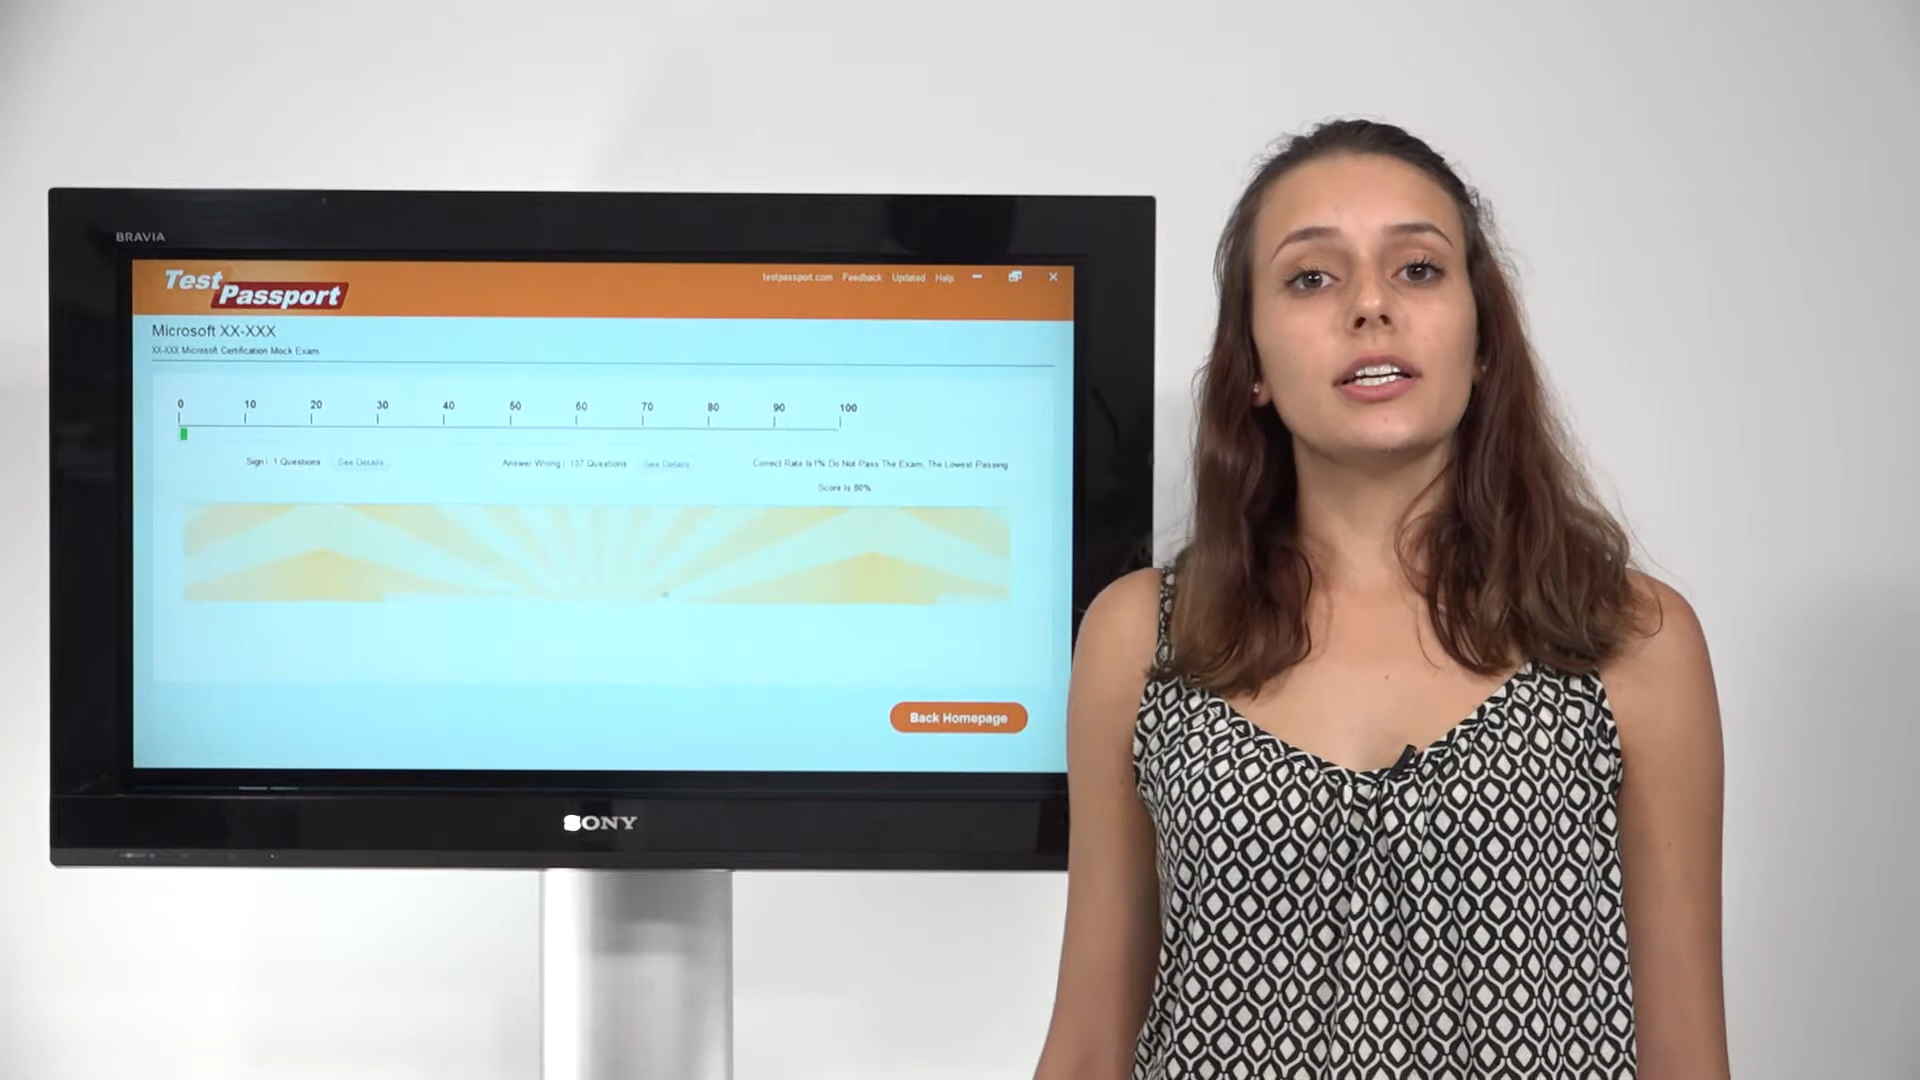 BRAVIA
Test Passport
testpassport.com Feedback Updated Help
Microsoft XX-XXX
XX-XXX Microsoft Certification Mock Exam
0 10 20 30 40 50 60 70 80 90 100
Sign: 1 Questions See Details
Answer Wrong: 137 Questions See Details
Correct Rate Is1% Do Not Pass The Exam, The Lowest Passing
Score Is 80%
Back Homepage
SONY